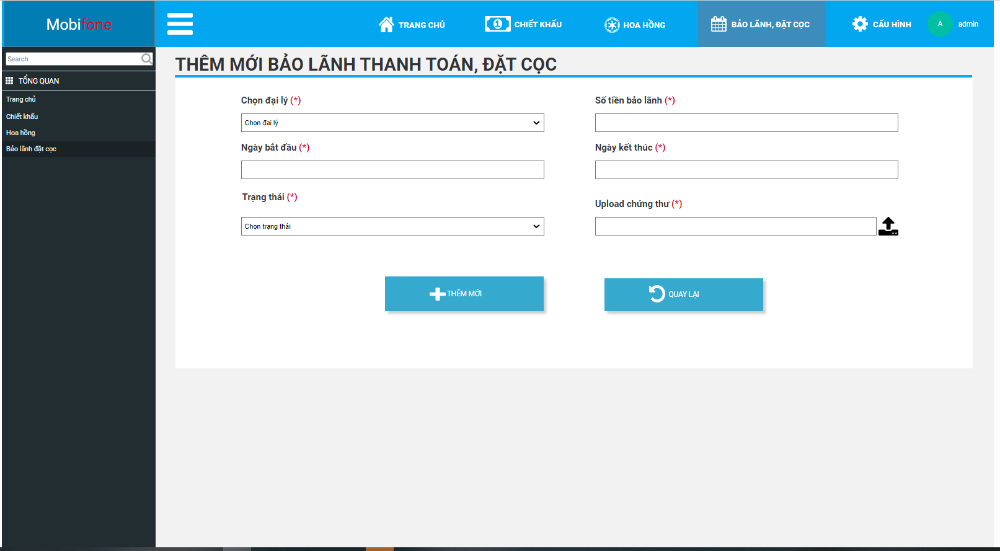 Mobifone
TRANG CHỦ
1
CHIẾT KHẤU
HOA HỒNG
BẢO LÃNH, ĐẶT CỌC
CẤU HÌNH
A
admin
Search
TỔNG QUAN
Trang chủ
Chiết khấu
Hoa hồng
Bảo lãnh đặt cọc
THÊM MỚI BẢO LÃNH THANH TOÁN, ĐẶT CỌC
Chọn đại lý (*)
Số tiền bảo lãnh (*)
Chọn đại lý
Ngày bắt đầu (*)
Ngày kết thúc (*)
Trạng thái (*)
Upload chứng thư (*)
Chọn trạng thái
THÊM MỚI
QUAY LẠI